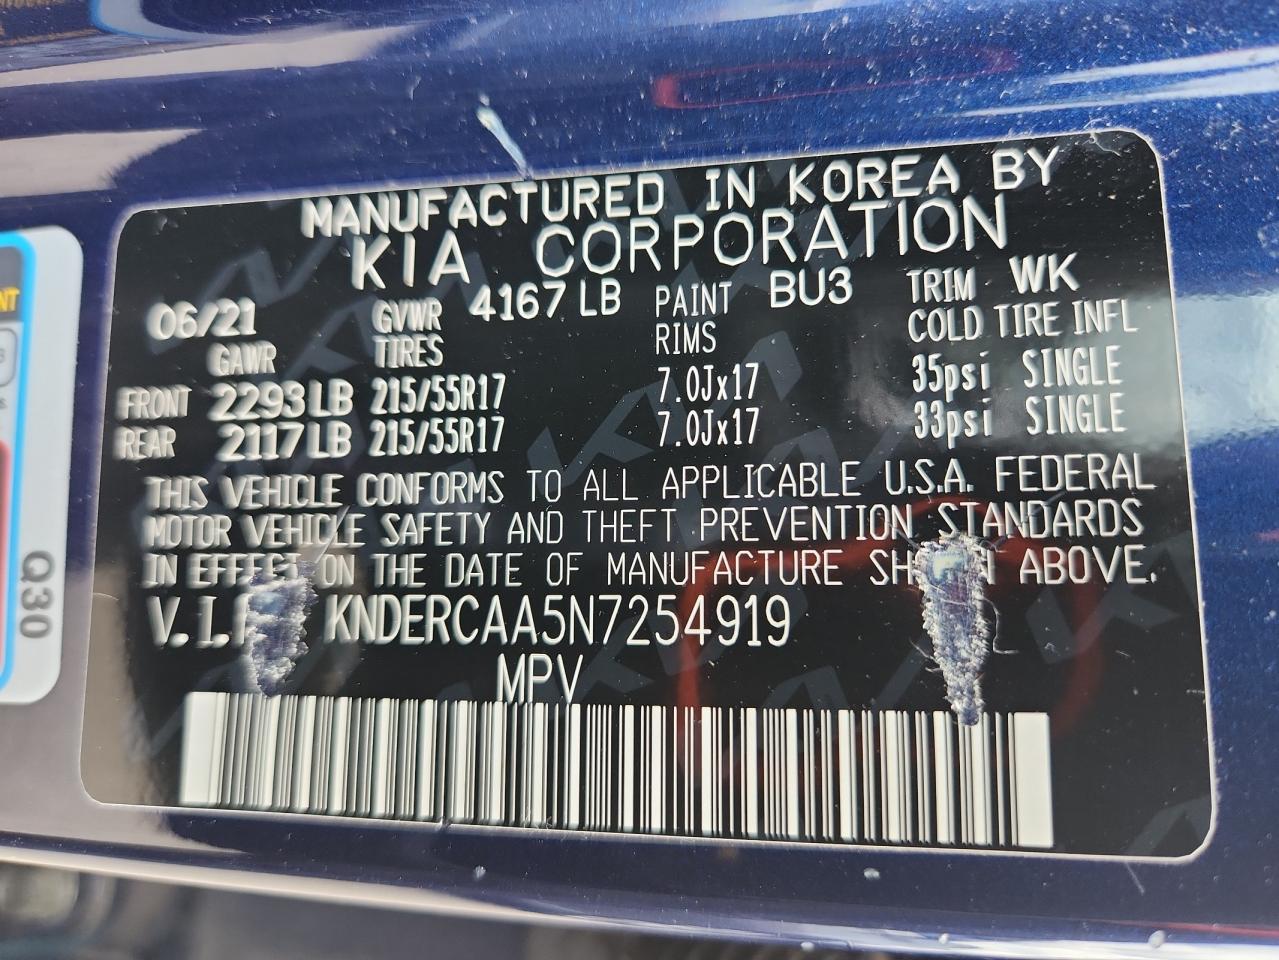 MANUFACTURED IN KOREA BY
KIA CORPORATION
06/21 GVWR 4167 LB PAINT BU3 TRIM WK
GAWR TIRES RIMS COLD TIRE INFL
FRONT 2293 LB 215/55R17 7.0Jx17 35psi SINGLE
REAR 2117 LB 215/55R17 7.0Jx17 33psi SINGLE
THIS VEHICLE CONFORMS TO ALL APPLICABLE U.S.A. FEDERAL
MOTOR VEHICLE SAFETY AND THEFT PREVENTION STANDARDS
IN EFFECT ON THE DATE OF MANUFACTURE SHOWN ABOVE.
V.I. KNDERCAA5N7254919
MPV
Q30